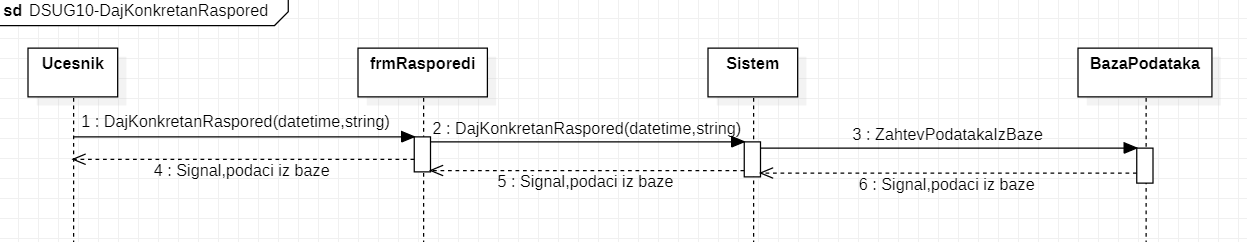 sd DSUG10-DajKonkretanRaspored
Ucesnik
frmRasporedi
Sistem
BazaPodataka
1 : DajKonkretanRaspored(datetime,string)
2 : DajKonkretanRaspored(datetime,string)
3 : ZahtevPodatakaIzBaze
4 : Signal,podaci iz baze
5 : Signal,podaci iz baze
6 : Signal,podaci iz baze